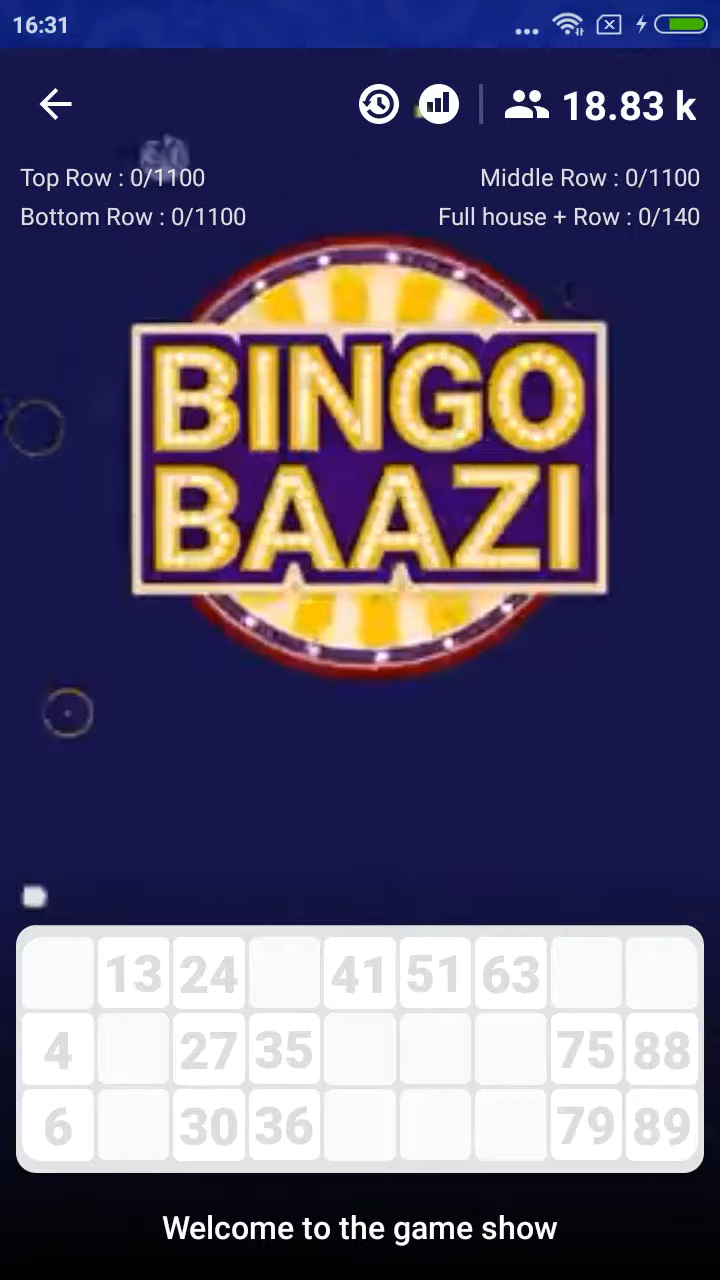 16:31
18.83 k
Top Row : 0/1100
Middle Row : 0/1100
Bottom Row : 0/1100
Full house + Row : 0/140
BINGO
BAAZI
13 24 41 51 63
4 27 35 75 88
6 30 36 79 89
Welcome to the game show